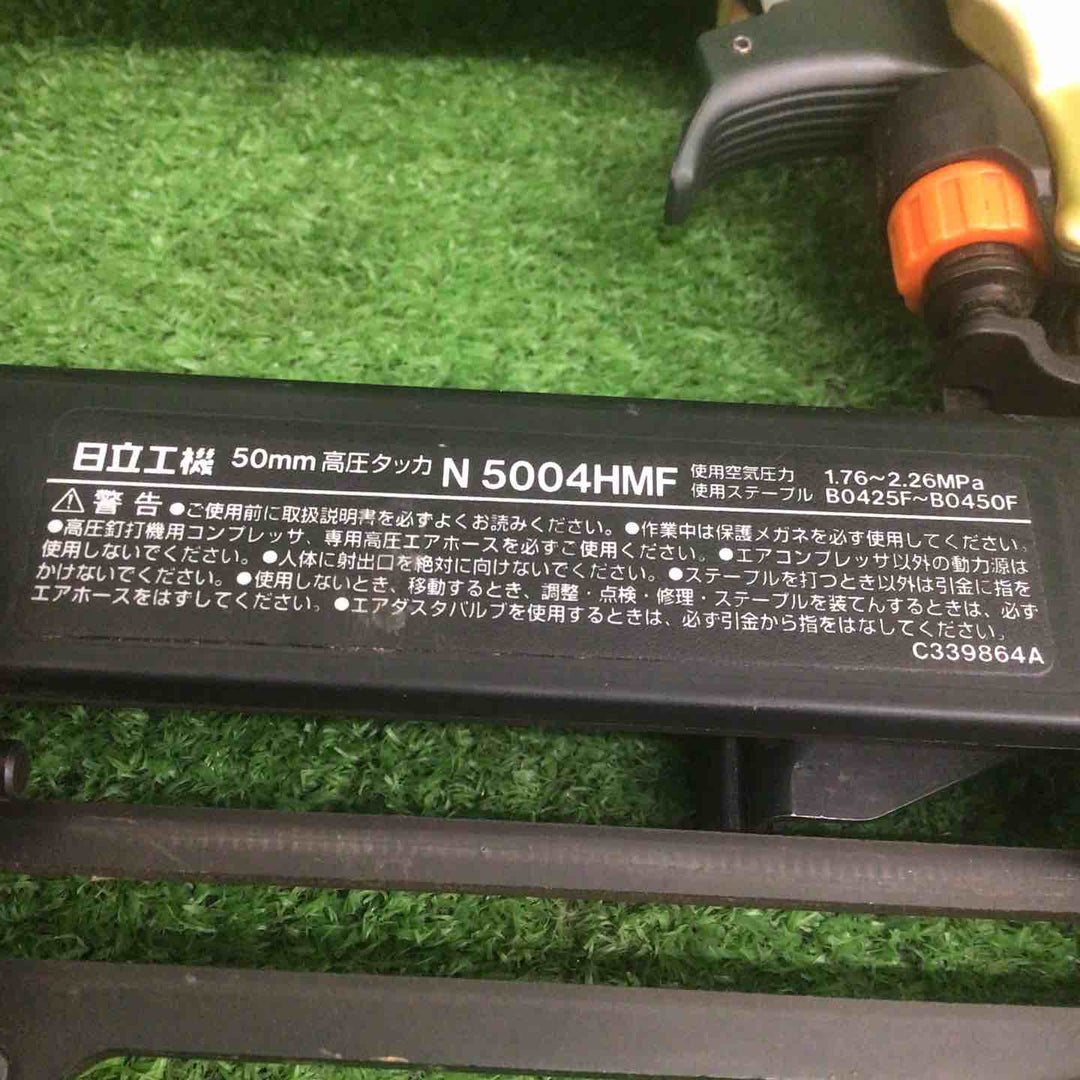 日立工機 50mm 高圧タッカ N 5004HMF 使用空気圧力 1.76～2.26MPa
使用ステープル B0425F～B0450F
⚠警告 ●ご使用前に取扱説明書を必ずよくお読みください。●作業中は保護メガネを必ず使用してください。
●高圧釘打機用コンプレッサ、専用高圧エアホースを必ずご使用ください。●エアコンプレッサ以外の動力源は
使用しないでください。●人体に射出口を絶対に向けないでください。●ステープルを打つとき以外は引金に指を
かけないでください。●使用しないとき、移動するとき、調整・点検・修理・ステープルを装てんするときは、必ず
エアホースをはずしてください。●エアダスタバルブを使用するときは、必ず引金から指をはなしてください。
C339864A